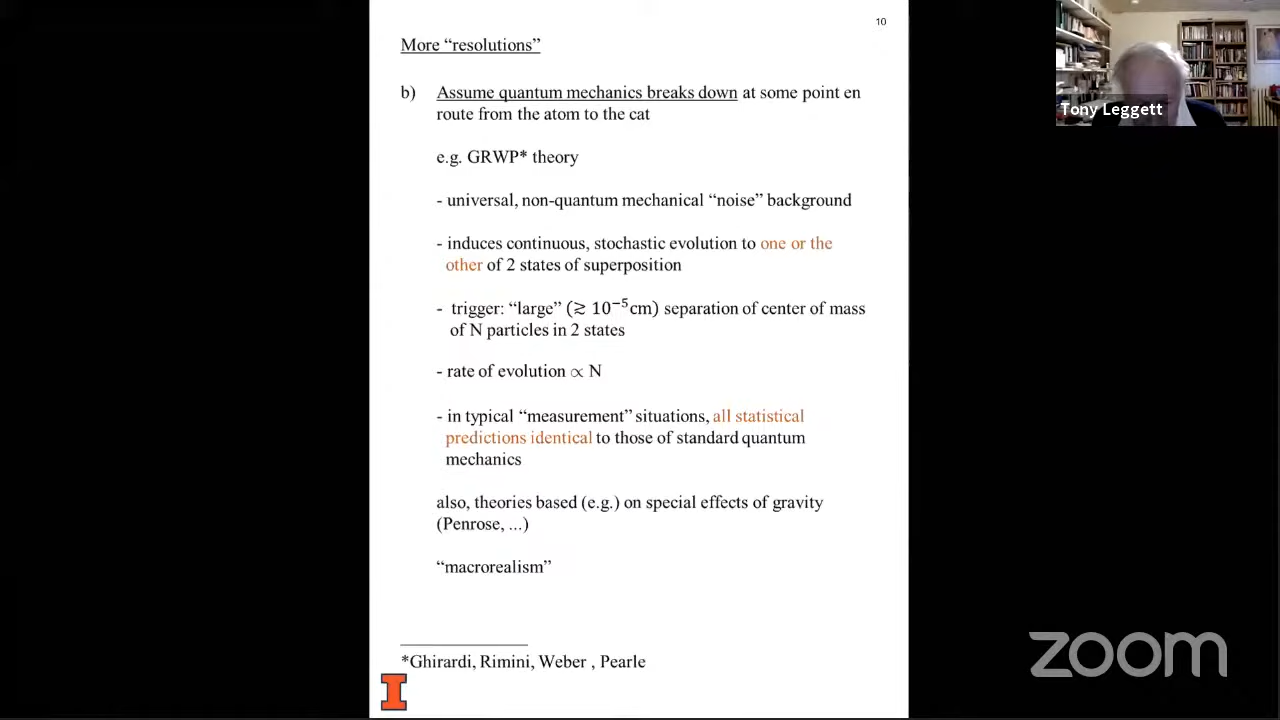 10
More “resolutions”
b) Assume quantum mechanics breaks down at some point en
route from the atom to the cat
e.g. GRWP* theory
- universal, non-quantum mechanical “noise” background
- induces continuous, stochastic evolution to one or the
other of 2 states of superposition
- trigger: “large” (≳ 10⁻⁵cm) separation of center of mass
of N particles in 2 states
- rate of evolution ∝ N
- in typical “measurement” situations, all statistical
predictions identical to those of standard quantum
mechanics
also, theories based (e.g.) on special effects of gravity
(Penrose, ...)
“macrorealism”
*Ghirardi, Rimini, Weber , Pearle
I
Tony Leggett
zoom